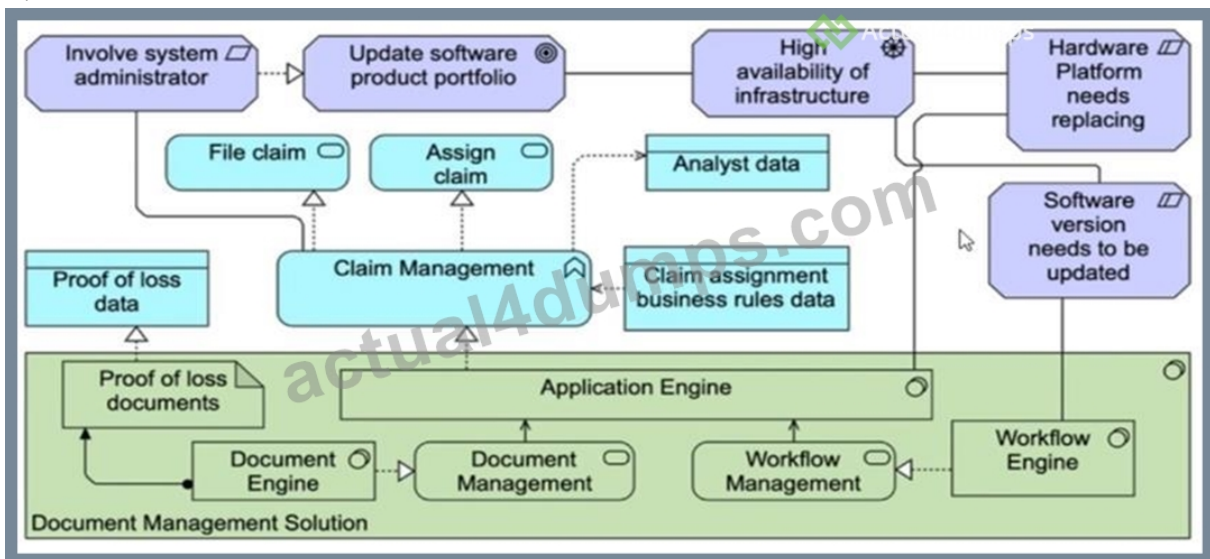 Involve system
administrator
Update software
product portfolio
High
availability of
infrastructure
Hardware
Platform
needs
replacing
File claim
Assign
claim
Analyst data
Software
version
needs to be
updated
Proof of loss
data
Claim Management
Claim assignment
business rules data
actual4dumps.com
Proof of loss
documents
Application Engine
Document
Engine
Document
Management
Workflow
Management
Workflow
Engine
Document Management Solution